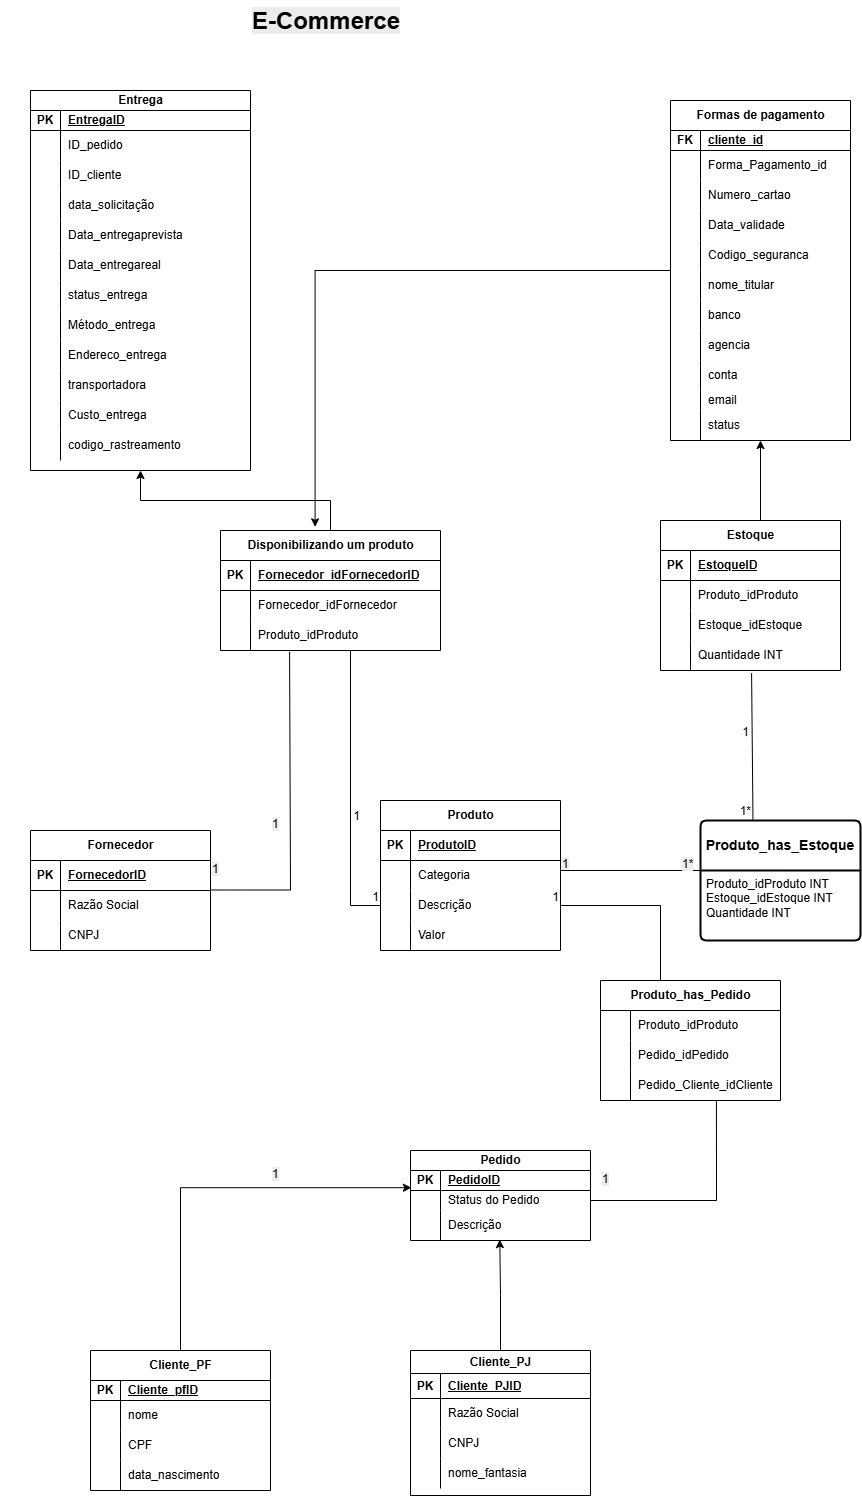 E-Commerce
Entrega
PK EntregaID
ID_pedido
ID_cliente
data_solicitação
Data_entregaprevista
Data_entregareal
status_entrega
Método_entrega
Endereco_entrega
transportadora
Custo_entrega
codigo_rastreamento
Formas de pagamento
FK cliente_id
Forma_Pagamento_id
Numero_cartao
Data_validade
Codigo_seguranca
nome_titular
banco
agencia
conta
email
status
Disponibilizando um produto
PK Fornecedor_idFornecedorID
Fornecedor_idFornecedor
Produto_idProduto
Estoque
PK EstoqueID
Produto_idProduto
Estoque_idEstoque
Quantidade INT
1
1*
1
1
Fornecedor
PK FornecedorID
Razão Social
CNPJ
1
1
Produto
PK ProdutoID
Categoria
Descrição
Valor
1
1*
1
Produto_has_Estoque
Produto_idProduto INT
Estoque_idEstoque INT
Quantidade INT
Produto_has_Pedido
Produto_idProduto
Pedido_idPedido
Pedido_Cliente_idCliente
1
Pedido
PK PedidoID
Status do Pedido
Descrição
1
Cliente_PF
PK Cliente_pfID
nome
CPF
data_nascimento
Cliente_PJ
PK Cliente_PJID
Razão Social
CNPJ
nome_fantasia